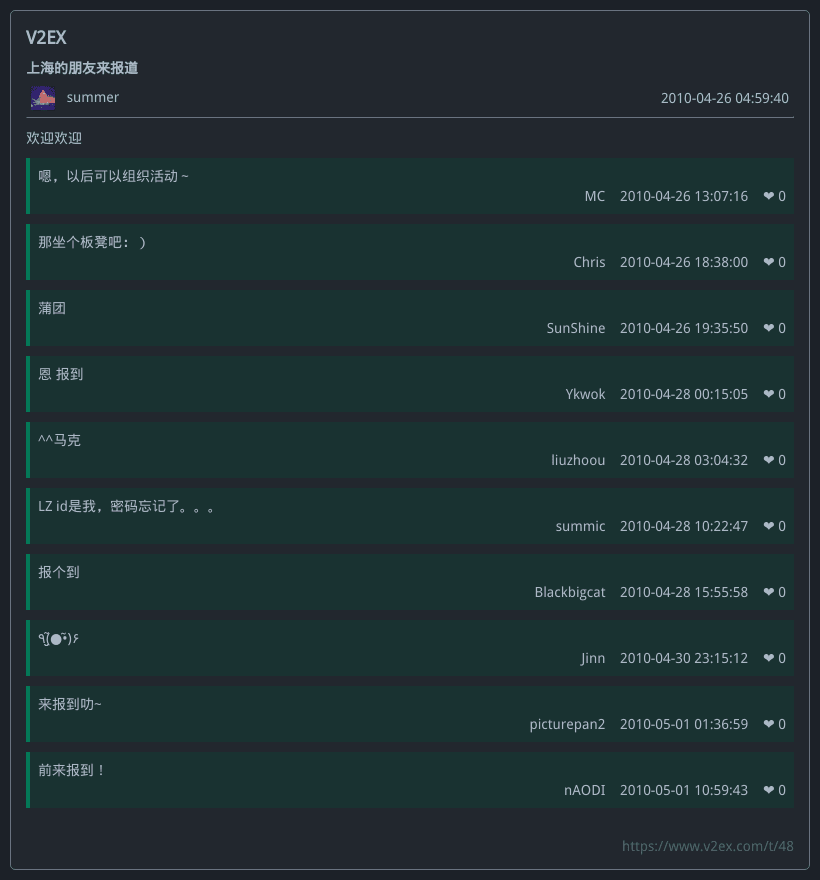 V2EX
上海的朋友来报道
summer 2010-04-26 04:59:40
欢迎欢迎
嗯，以后可以组织活动 ~
MC 2010-04-26 13:07:16 ❤ 0
那坐个板凳吧：）
Chris 2010-04-26 18:38:00 ❤ 0
蒲团
SunShine 2010-04-26 19:35:50 ❤ 0
恩 报到
Ykwok 2010-04-28 00:15:05 ❤ 0
^^马克
liuzhoou 2010-04-28 03:04:32 ❤ 0
LZ id是我，密码忘记了。。。
summic 2010-04-28 10:22:47 ❤ 0
报个到
Blackbigcat 2010-04-28 15:55:58 ❤ 0
Jinn 2010-04-30 23:15:12 ❤ 0
来报到叻~
picturepan2 2010-05-01 01:36:59 ❤ 0
前来报到！
nAODI 2010-05-01 10:59:43 ❤ 0
https://www.v2ex.com/t/48